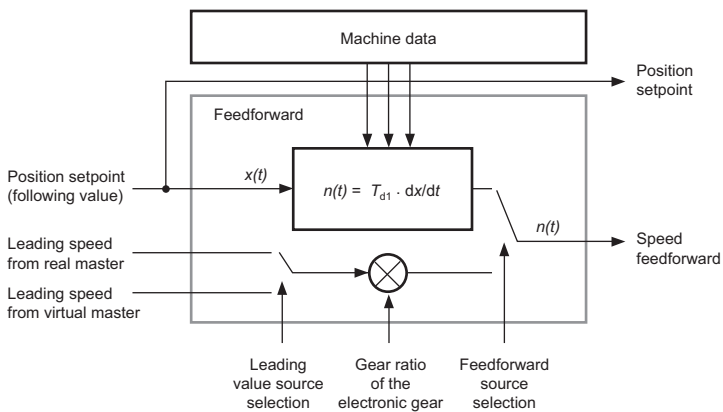 Machine data
Position
setpoint
Feedforward
Position setpoint
(following value)
x(t)
n(t) = T_d1 · dx/dt
n(t)
Speed
feedforward
Leading speed
from real master
Leading speed
from virtual master
Leading
value source
selection
Gear ratio
of the
electronic gear
Feedforward
source
selection